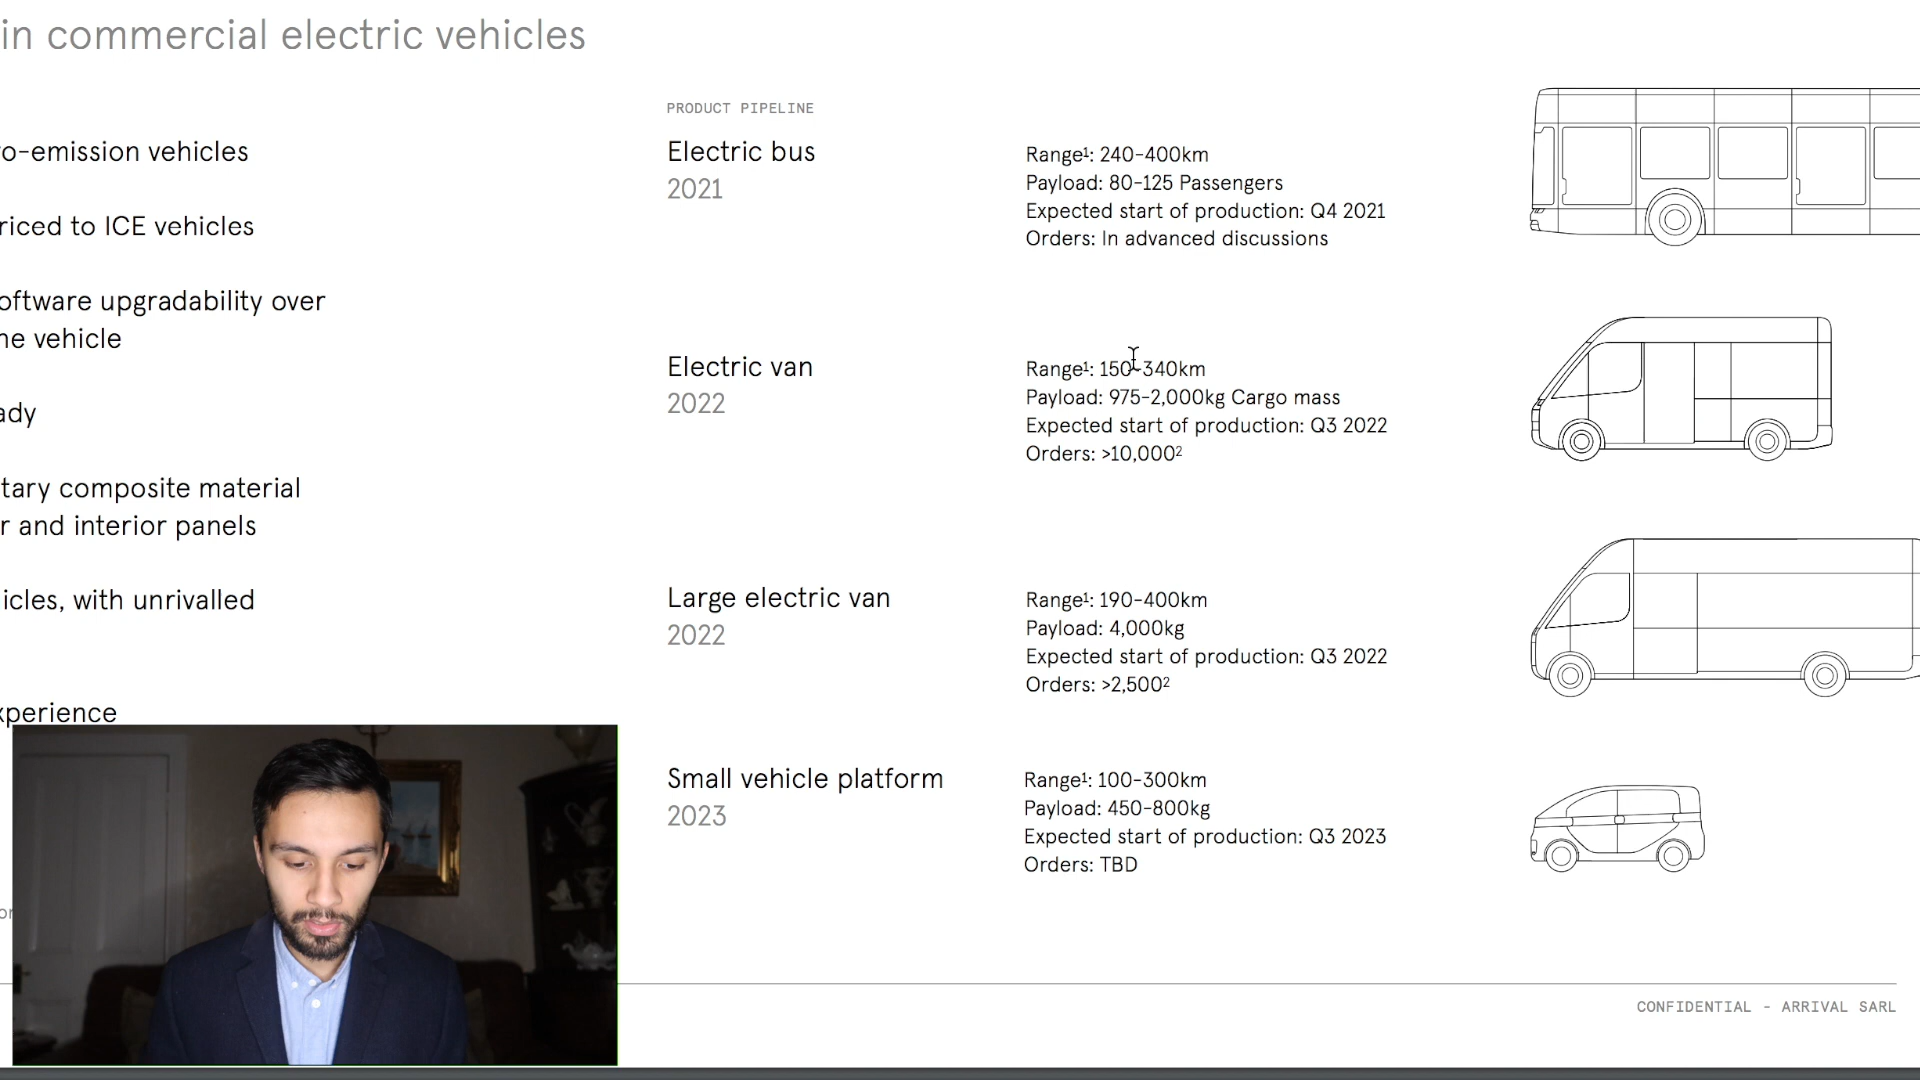 in commercial electric vehicles
o-emission vehicles
riced to ICE vehicles
oftware upgradability over
ne vehicle
ady
tary composite material
r and interior panels
icles, with unrivalled
xperience
or
PRODUCT PIPELINE
Electric bus
2021
Range¹: 240-400km
Payload: 80-125 Passengers
Expected start of production: Q4 2021
Orders: In advanced discussions
Electric van
2022
Range¹: 150-340km
Payload: 975-2,000kg Cargo mass
Expected start of production: Q3 2022
Orders: >10,000²
Large electric van
2022
Range¹: 190-400km
Payload: 4,000kg
Expected start of production: Q3 2022
Orders: >2,500²
Small vehicle platform
2023
Range¹: 100-300km
Payload: 450-800kg
Expected start of production: Q3 2023
Orders: TBD
CONFIDENTIAL - ARRIVAL SARL